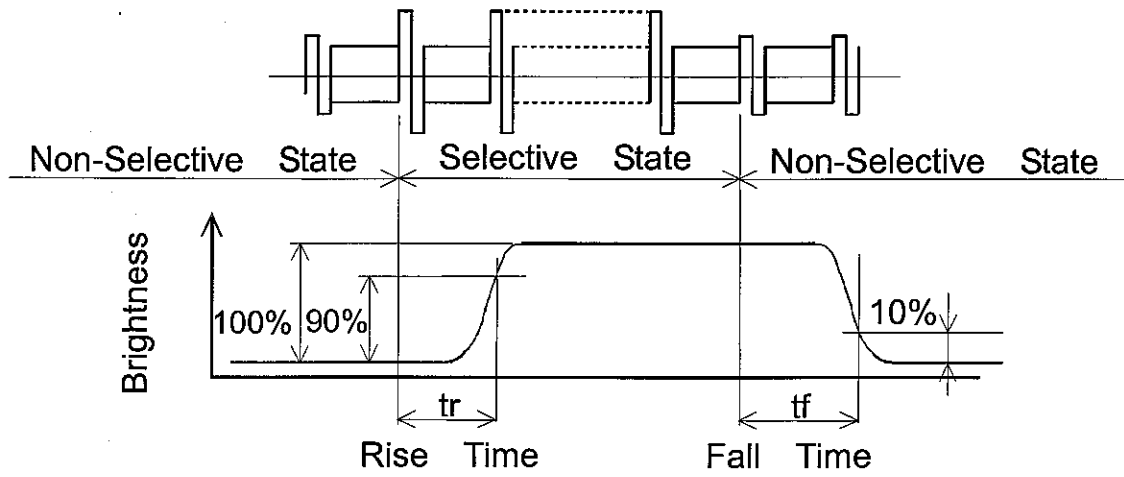 Non-Selective State Selective State Non-Selective State
Brightness
100% 90% 10%
tr tf
Rise Time Fall Time